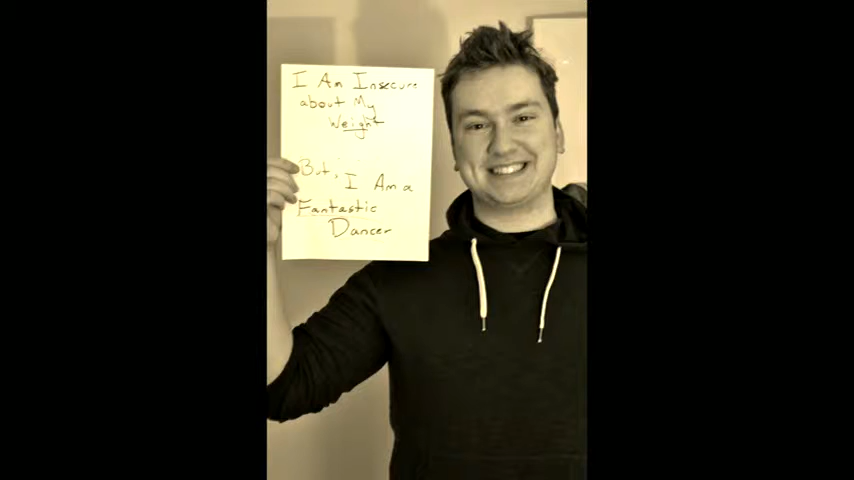 I Am Insecure
about My
Weight
But, I Am a
Fantastic
Dancer